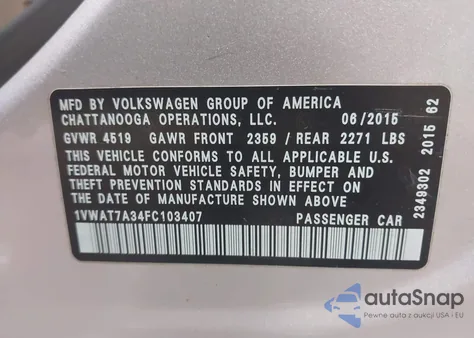 MFD BY VOLKSWAGEN GROUP OF AMERICA
CHATTANOOGA OPERATIONS, LLC. 06/2015
GVWR 4519 GAWR FRONT 2359 / REAR 2271 LBS
THIS VEHICLE CONFORMS TO ALL APPLICABLE U.S.
FEDERAL MOTOR VEHICLE SAFETY, BUMPER AND
THEFT PREVENTION STANDARDS IN EFFECT ON
THE DATE OF MANUFACTURE SHOWN ABOVE
1VWAT7A34FC103407 PASSENGER CAR
2349302 2015 62
autoSnap
Pewne auta z aukcji USA i EU